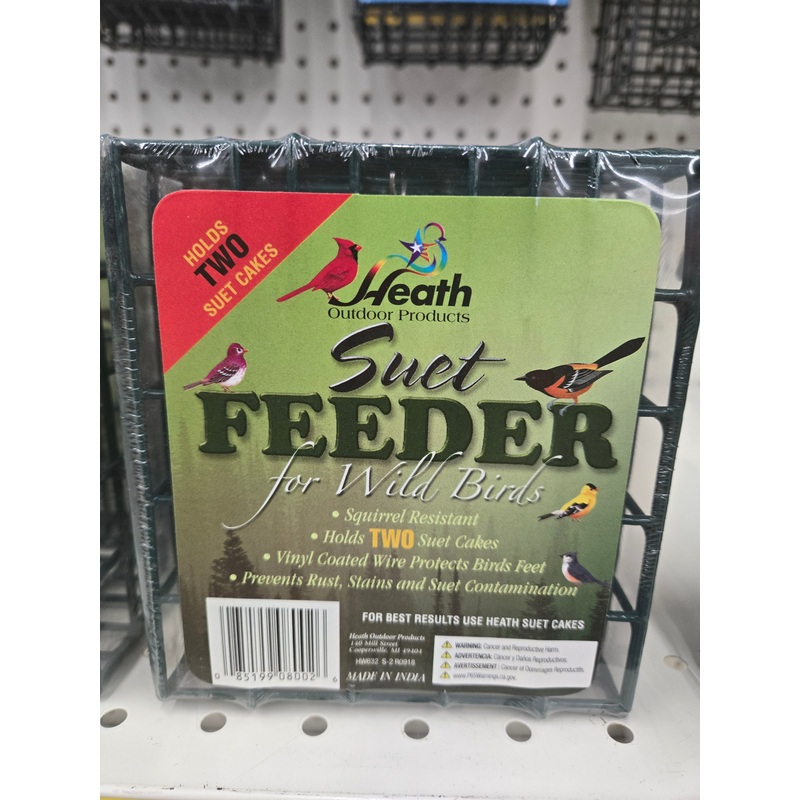 HOLDS
TWO
SUET CAKES
Heath
Outdoor Products
Suet
FEEDER
for Wild Birds
• Squirrel Resistant
• Holds TWO Suet Cakes
• Vinyl Coated Wire Protects Birds Feet
• Prevents Rust, Stains and Suet Contamination
FOR BEST RESULTS USE HEATH SUET CAKES
Heath Outdoor Products
140 Mill Street
Coopersville, MI 49404
HW632 S-2 R0918
MADE IN INDIA
WARNING: Cancer and Reproductive Harm.
ADVERTENCIA: Cáncer y Daños Reproductivos.
AVERTISSEMENT: Cancer et Dommages Reproductifs.
www.P65Warnings.ca.gov.
0 85199 08002 6